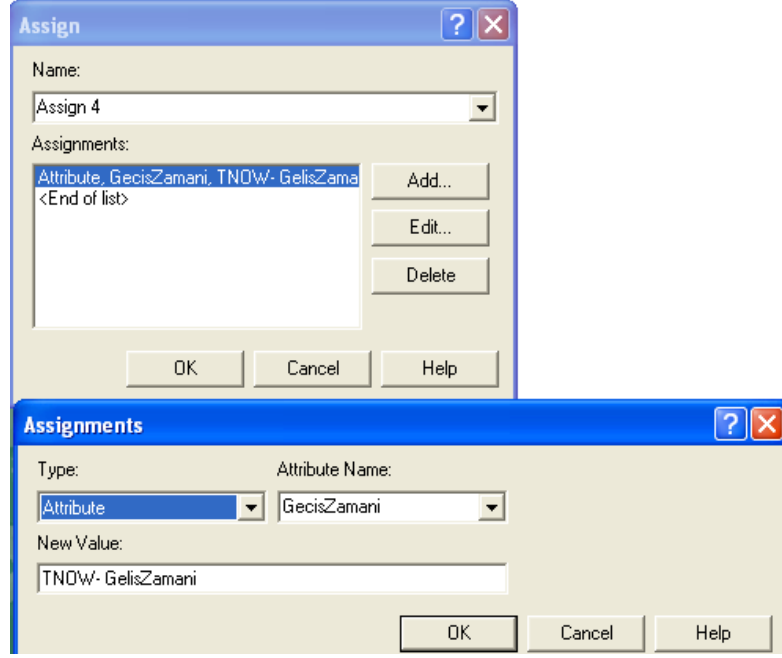 Assign
Name:
Assign 4
Assignments:
Attribute, GecisZamani, TNOW- GelisZama
<End of list>
Add...
Edit...
Delete
OK Cancel Help
Assignments
Type: Attribute Name:
Attribute GecisZamani
New Value:
TNOW- GelisZamani
OK Cancel Help